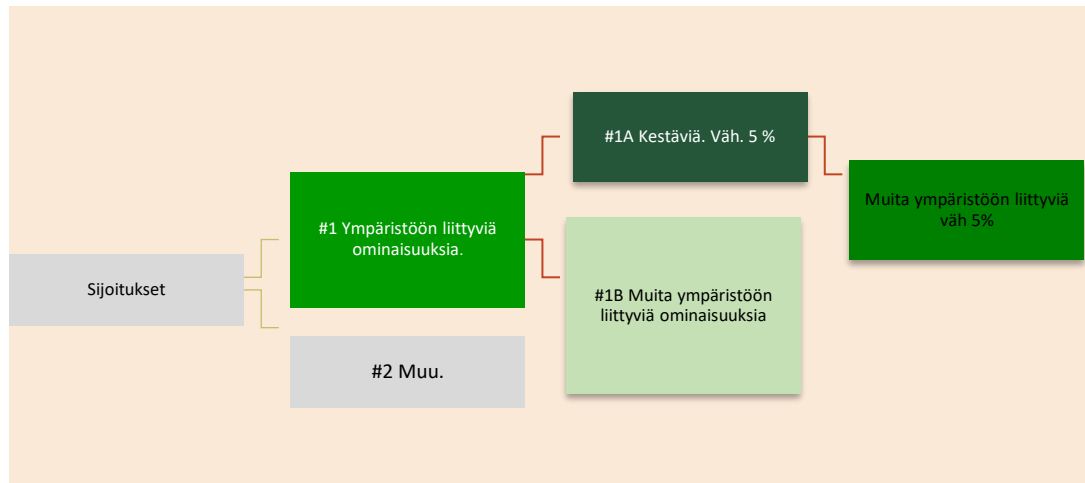 Sijoitukset
#1 Ympäristöön liittyviä
ominaisuuksia.
#2 Muu.
#1A Kestäviä. Väh. 5 %
#1B Muita ympäristöön
liittyviä ominaisuuksia
Muita ympäristöön liittyviä
väh 5%